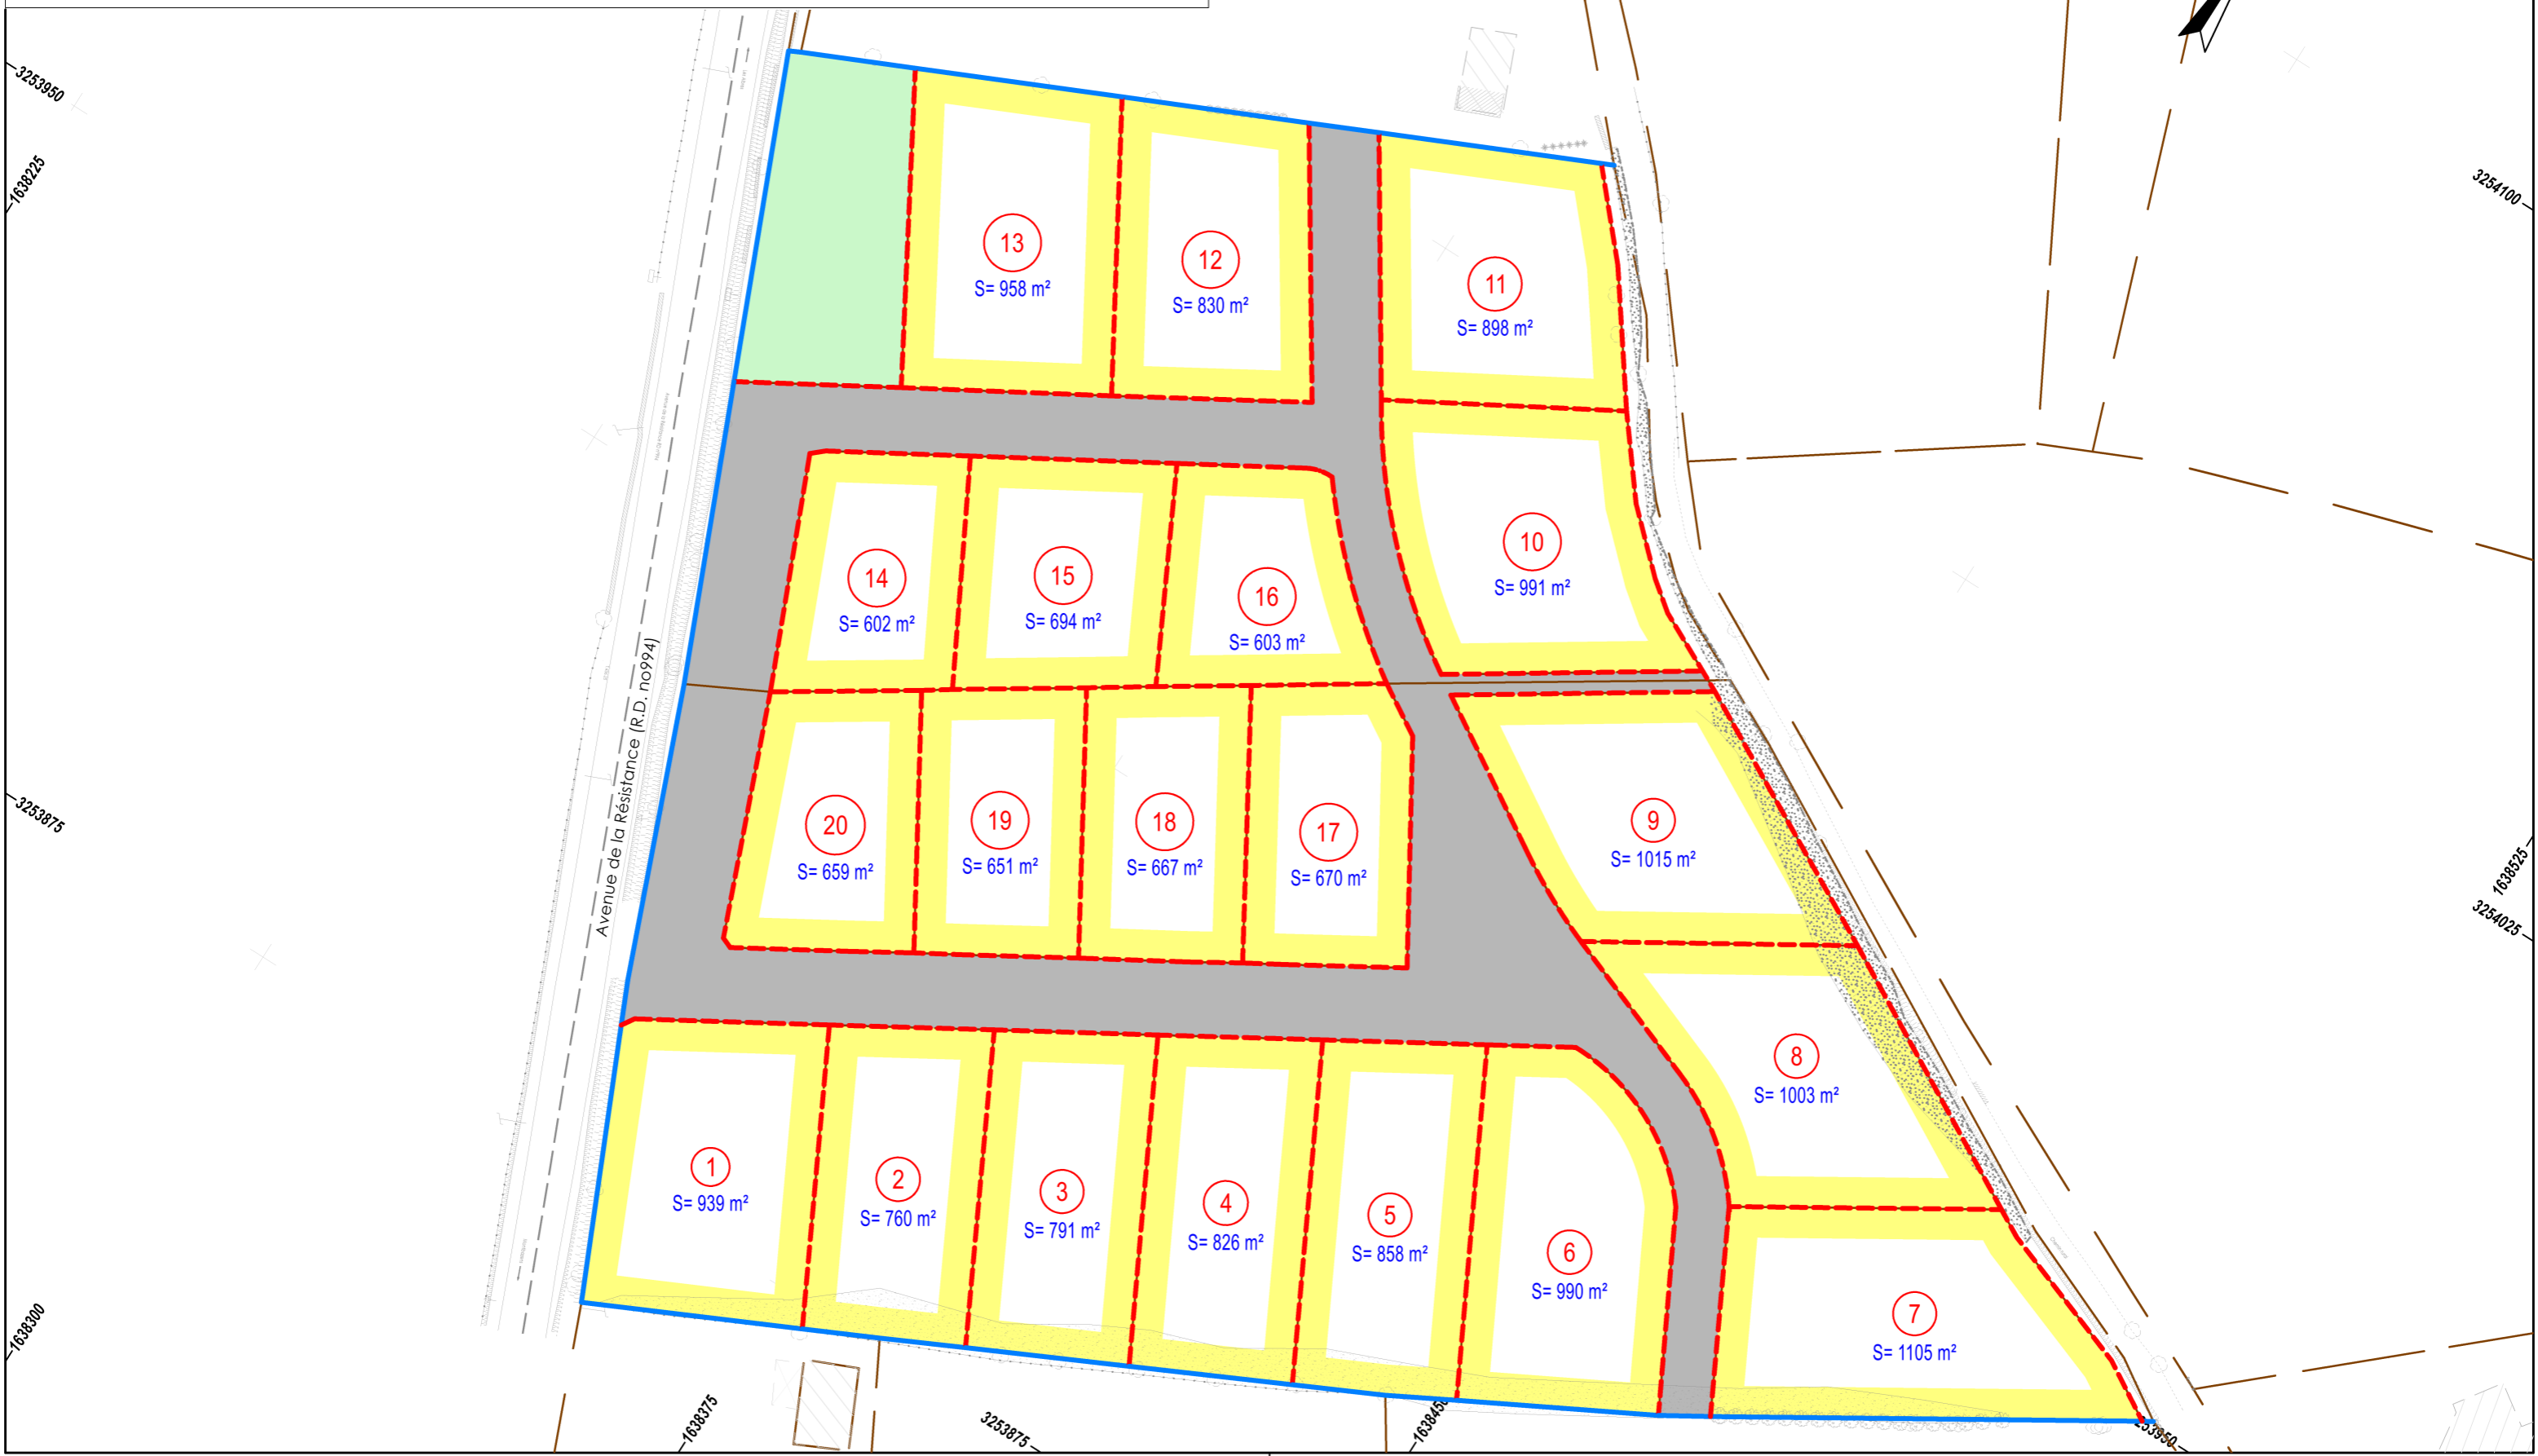 3253950
1638225
3254100
13
S= 958 m²
12
S= 830 m²
11
S= 898 m²
10
S= 991 m²
14
S= 602 m²
15
S= 694 m²
16
S= 603 m²
Avenue de la Résistance (R.D. no994)
3253875
20
S= 659 m²
19
S= 651 m²
18
S= 667 m²
17
S= 670 m²
9
S= 1015 m²
1638525
3254025
8
S= 1003 m²
1
S= 939 m²
2
S= 760 m²
3
S= 791 m²
4
S= 826 m²
5
S= 858 m²
6
S= 990 m²
7
S= 1105 m²
1638300
1638375
3253875
1638450
253950